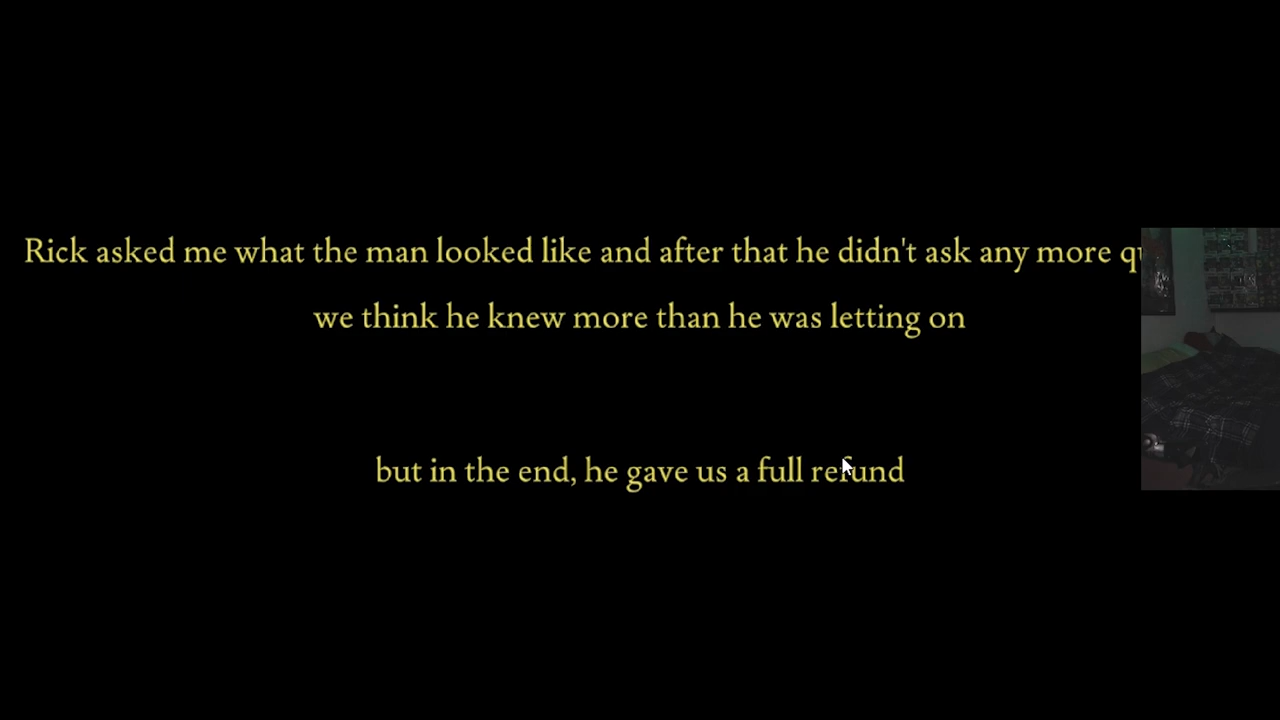 Rick asked me what the man looked like and after that he didn't ask any more
we think he knew more than he was letting on
but in the end, he gave us a full refund